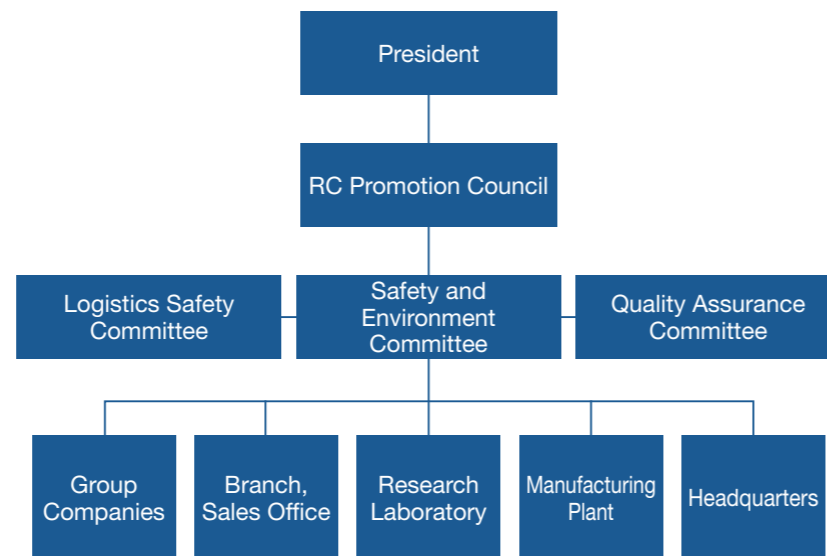 President
RC Promotion Council
Logistics Safety
Committee
Safety and
Environment
Committee
Quality Assurance
Committee
Group
Companies
Branch,
Sales Office
Research
Laboratory
Manufacturing
Plant
Headquarters